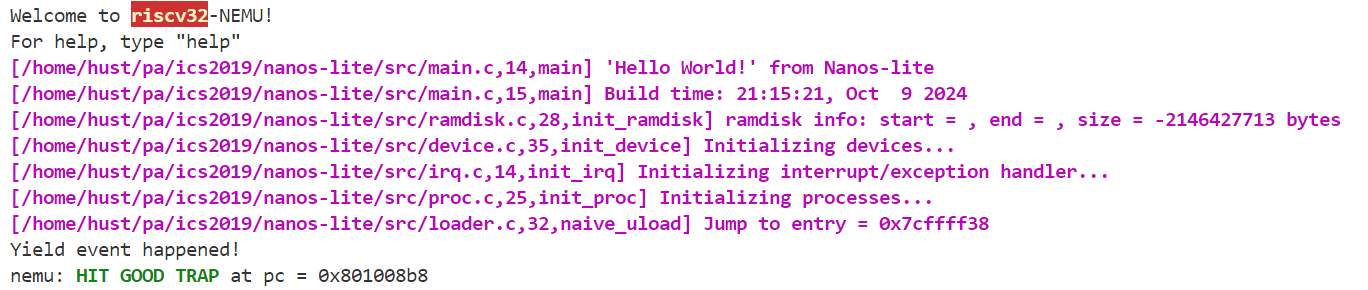 Welcome to riscv32-NEMU!
For help, type "help"
[/home/hust/pa/ics2019/nanos-lite/src/main.c,14,main] 'Hello World!' from Nanos-lite
[/home/hust/pa/ics2019/nanos-lite/src/main.c,15,main] Build time: 21:15:21, Oct  9 2024
[/home/hust/pa/ics2019/nanos-lite/src/ramdisk.c,28,init_ramdisk] ramdisk info: start = , end = , size = -2146427713 bytes
[/home/hust/pa/ics2019/nanos-lite/src/device.c,35,init_device] Initializing devices...
[/home/hust/pa/ics2019/nanos-lite/src/irq.c,14,init_irq] Initializing interrupt/exception handler...
[/home/hust/pa/ics2019/nanos-lite/src/proc.c,25,init_proc] Initializing processes...
[/home/hust/pa/ics2019/nanos-lite/src/loader.c,32,naive_uload] Jump to entry = 0x7cffff38
Yield event happened!
nemu: HIT GOOD TRAP at pc = 0x801008b8